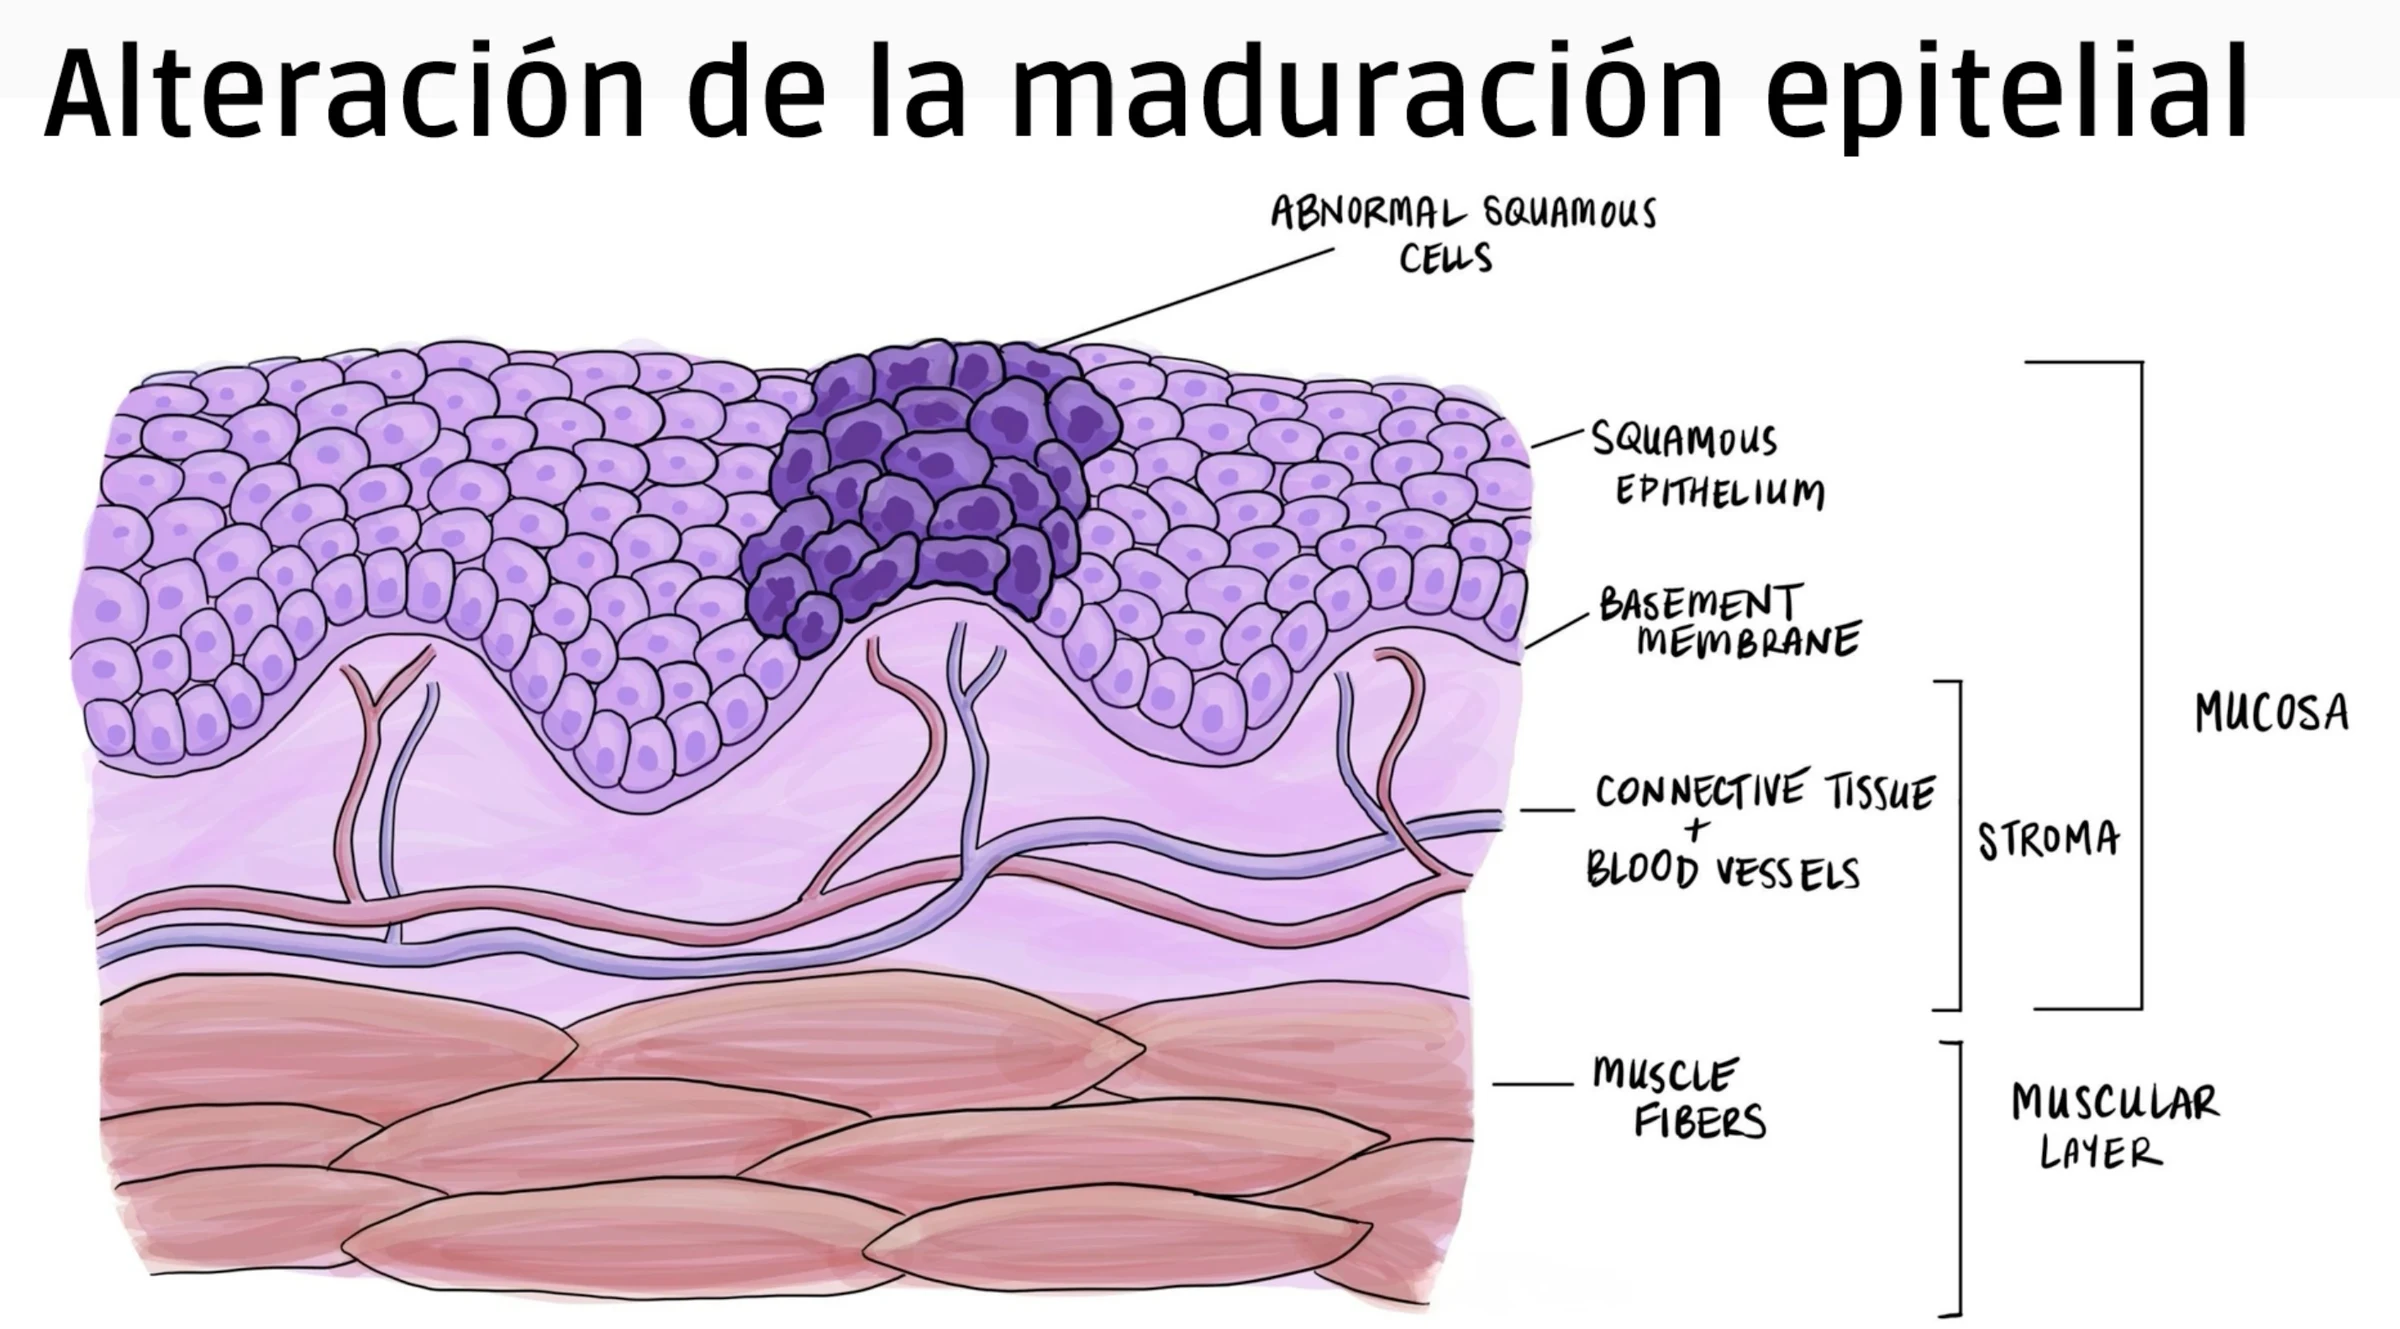 Alteración de la maduración epitelial
ABNORMAL SQUAMOUS
CELLS
SQUAMOUS
EPITHELIUM
BASEMENT
MEMBRANE
MUCOSA
CONNECTIVE TISSUE
+
BLOOD VESSELS
STROMA
MUSCLE
FIBERS
MUSCULAR
LAYER